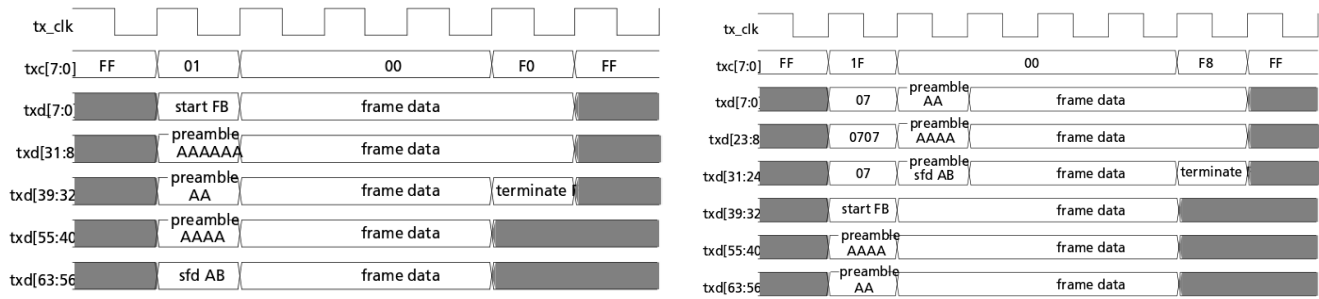 tx_clk
txc[7:0] FF 01 00 F0 FF
txd[7:0] start FB frame data
txd[31:8 preamble AAAAAA frame data
txd[39:32 preamble AA frame data terminate
txd[55:40 preamble AAAA frame data
txd[63:56 sfd AB frame data
tx_clk
txc[7:0] FF 1F 00 F8 FF
txd[7:0] 07 preamble AA frame data
txd[23:8 0707 preamble AAAA frame data
txd[31:24 07 preamble sfd AB frame data terminate
txd[39:32 start FB frame data
txd[55:40 preamble AAAA frame data
txd[63:56 preamble AA frame data